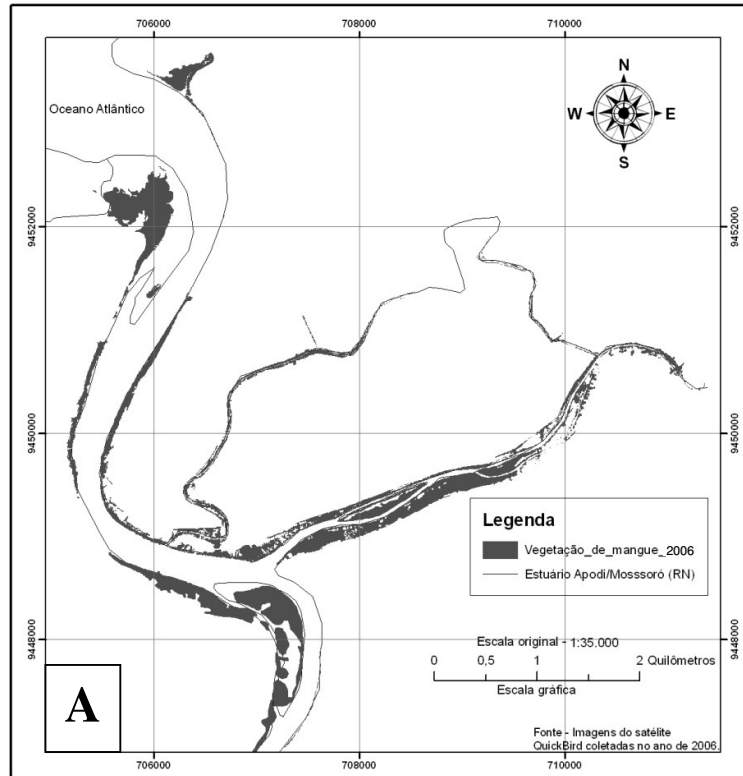 706000 708000 710000
Oceano Atlântico
N
W E
S
9452000 9452000
9450000 9450000
Legenda
Vegetação_de_mangue_2006
Estuário Apodi/Mosssoró (RN)
9448000 9448000
Escala original - 1:35.000
0 0,5 1 2 Quilômetros
Escala gráfica
A
Fonte - Imagens do satélite
QuickBird coletadas no ano de 2006.
706000 708000 710000